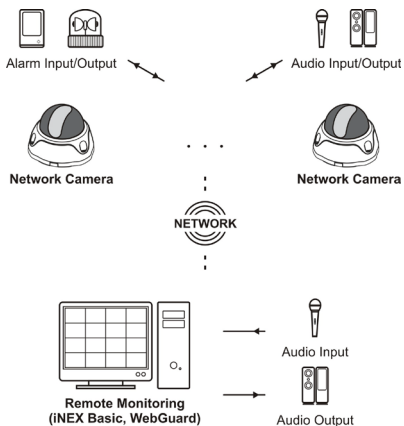 Alarm Input/Output
Audio Input/Output
Network Camera
Network Camera
NETWORK
Audio Input
Remote Monitoring
(iNEX Basic, WebGuard)
Audio Output